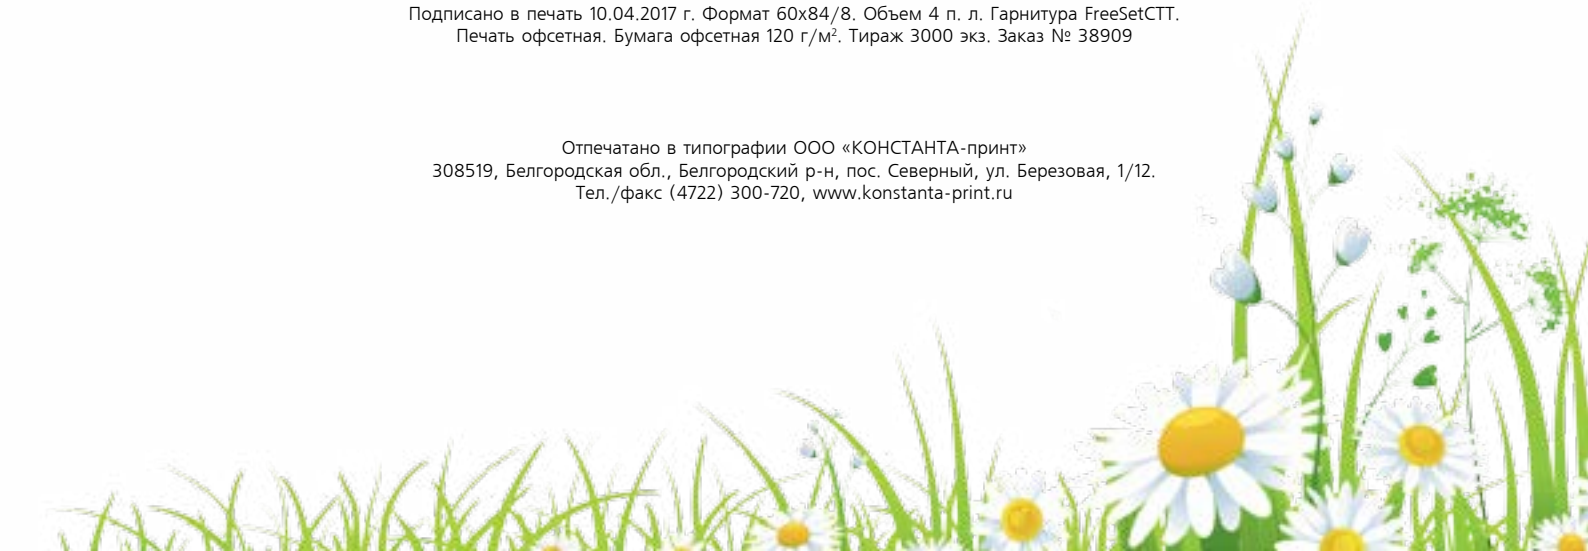 Подписано в печать 10.04.2017 г. Формат 60х84/8. Объем 4 п. л. Гарнитура FreeSetCTT.
Печать офсетная. Бумага офсетная 120 г/м². Тираж 3000 экз. Заказ № 38909
Отпечатано в типографии ООО «КОНСТАНТА-принт»
308519, Белгородская обл., Белгородский р-н, пос. Северный, ул. Березовая, 1/12.
Тел./факс (4722) 300-720, www.konstanta-print.ru